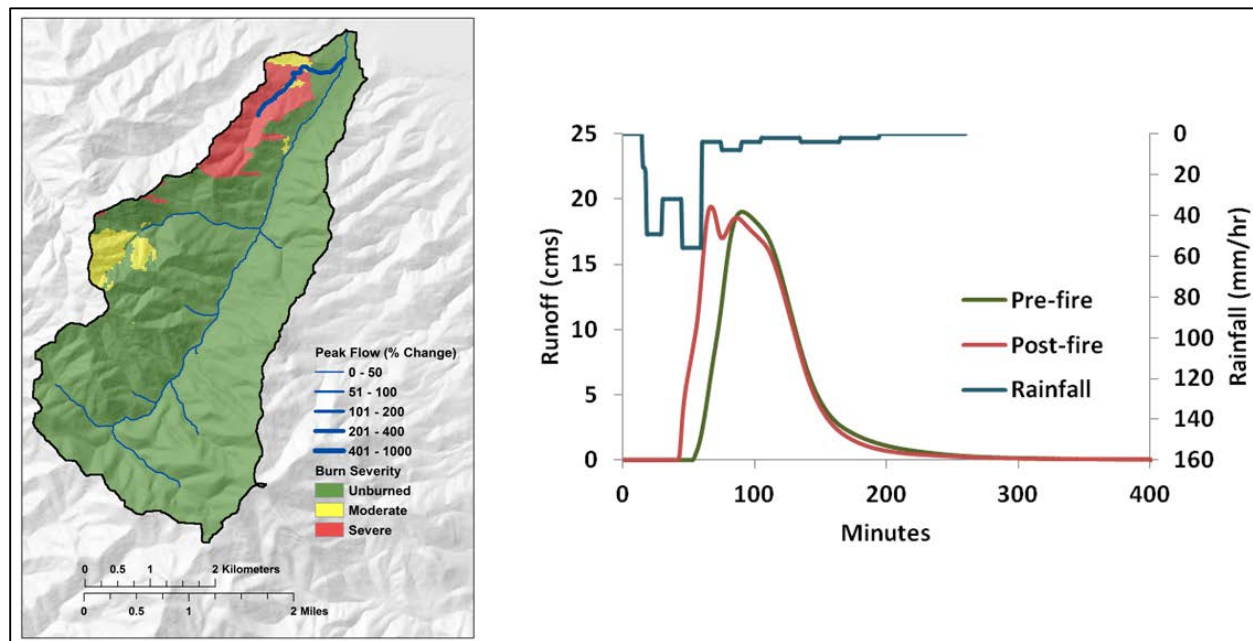 Peak Flow (% Change)
0 - 50
51 - 100
101 - 200
201 - 400
401 - 1000
Burn Severity
Unburned
Moderate
Severe
0 0.5 1 2 Kilometers
0 0.5 1 2 Miles
25
20
15
10
5
0
Runoff (cms)
0
20
40
60
80
100
120
140
160
Rainfall (mm/hr)
Pre-fire
Post-fire
Rainfall
0 100 200 300 400
Minutes